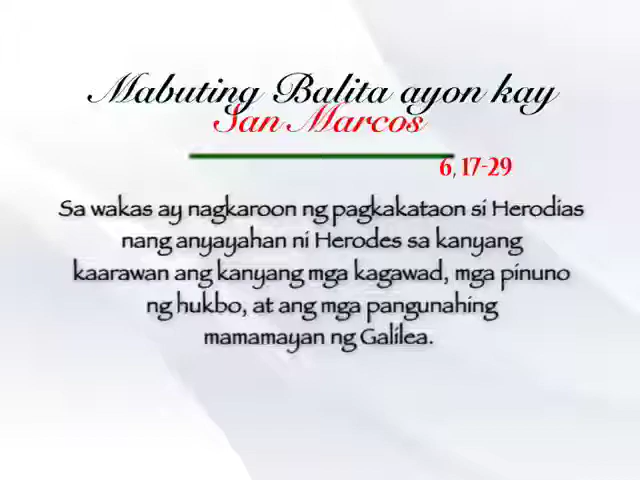 Mabuting Balita ayon kay
San Marcos
6, 17-29
Sa wakas ay nagkaroon ng pagkakataon si Herodias
nang anyayahan ni Herodes sa kanyang
kaarawan ang kanyang mga kagawad, mga pinuno
ng hukbo, at ang mga pangunahing
mamamayan ng Galilea.